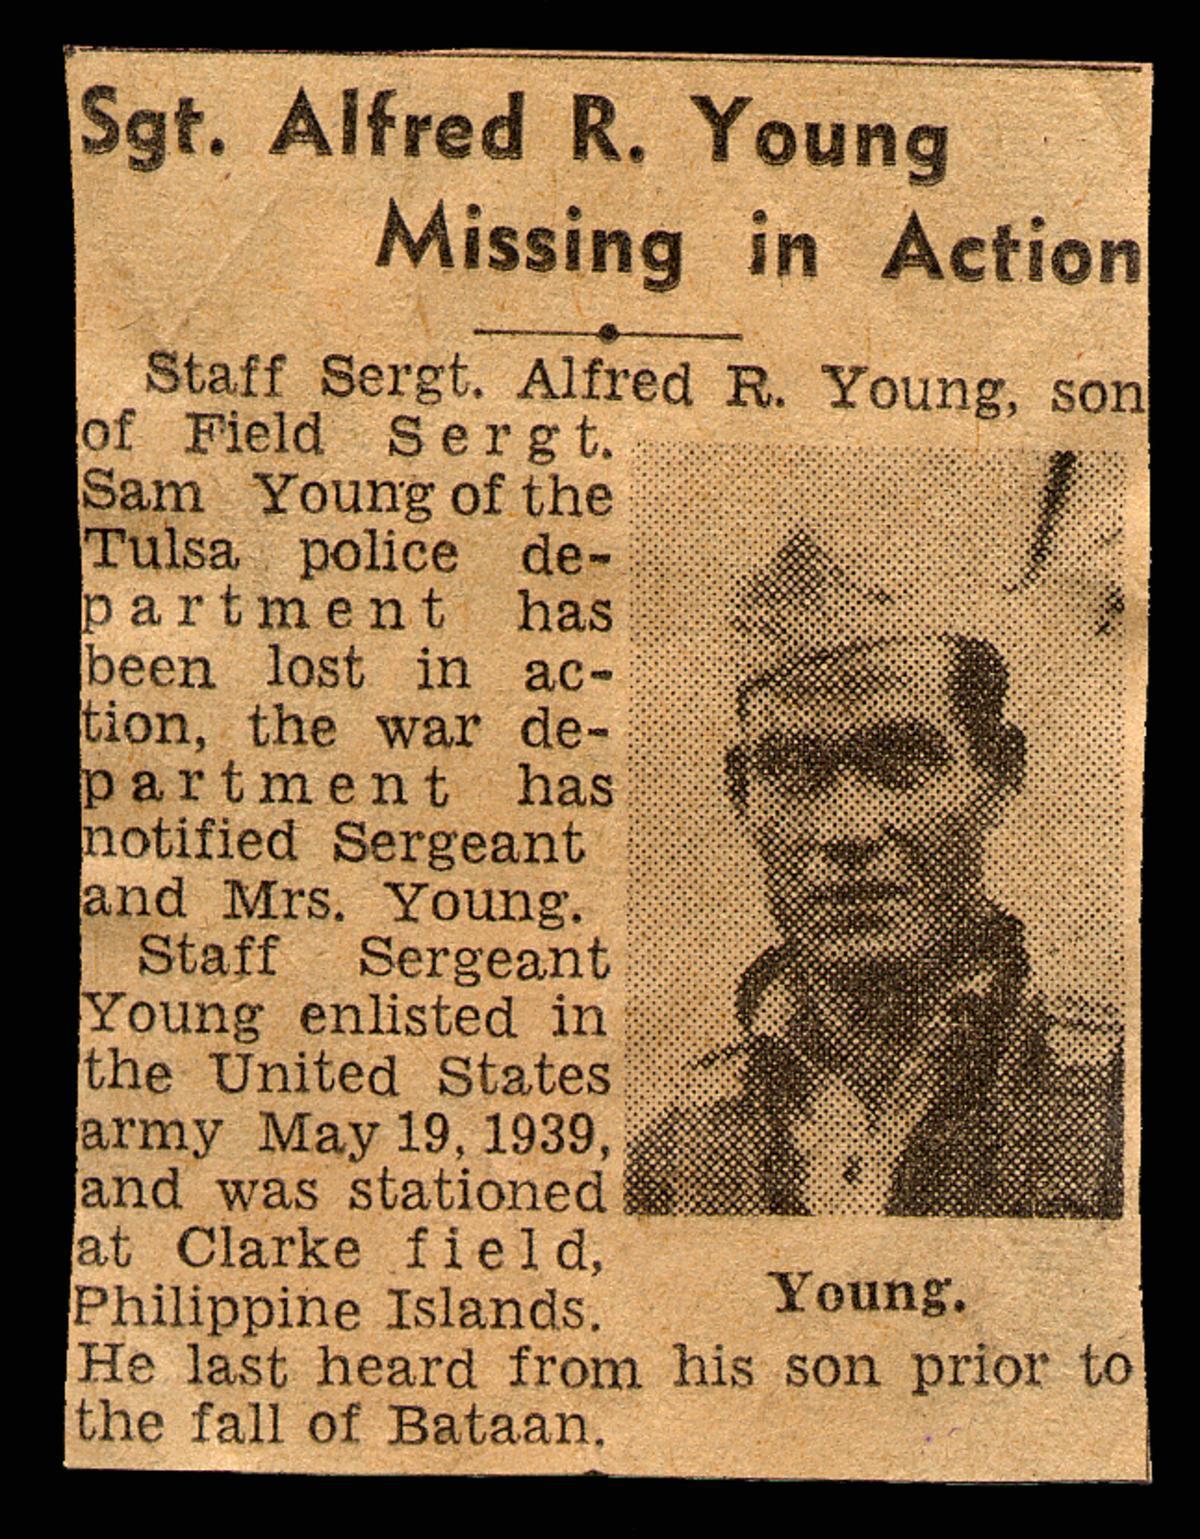 Sgt. Alfred R. Young
Missing in Action
Staff Sergt. Alfred R. Young, son
of Field Sergt.
Sam Young of the
Tulsa police de-
partment has
been lost in ac-
tion, the war de-
partment has
notified Sergeant
and Mrs. Young.
Staff Sergeant
Young enlisted in
the United States
army May 19, 1939,
and was stationed
at Clarke field,
Philippine Islands.
Young.
He last heard from his son prior to
the fall of Bataan.